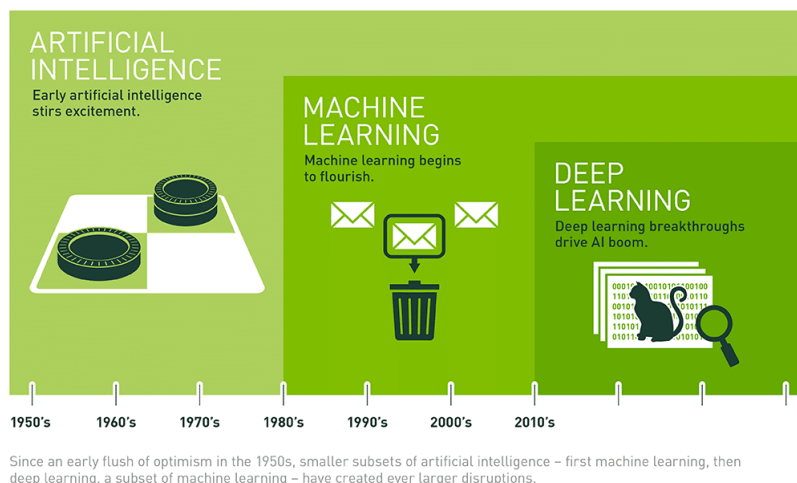 ARTIFICIAL
INTELLIGENCE
Early artificial intelligence
stirs excitement.
MACHINE
LEARNING
Machine learning begins
to flourish.
DEEP
LEARNING
Deep learning breakthroughs
drive AI boom.
1950's
1960's
1970's
1980's
1990's
2000's
2010's
Since an early flush of optimism in the 1950s, smaller subsets of artificial intelligence – first machine learning, then
deep learning, a subset of machine learning – have created ever larger disruptions.